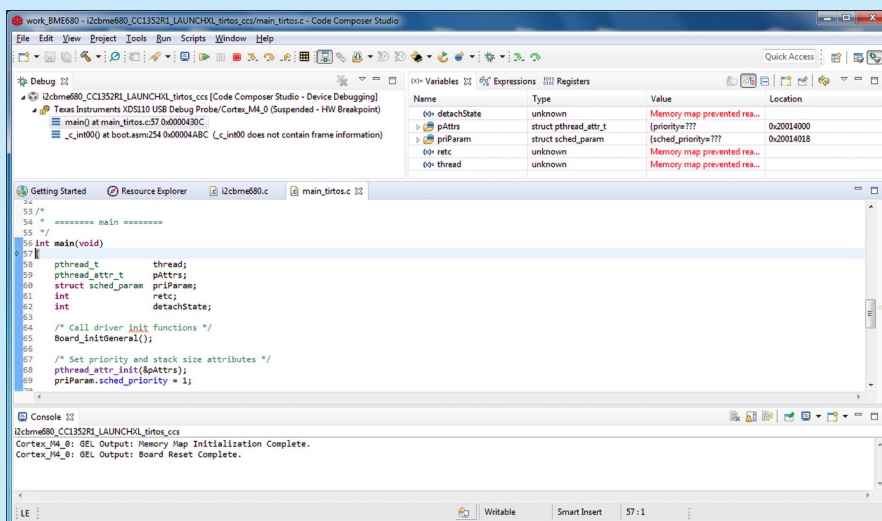 work_BME680 - i2cbme680_CC1352R1_LAUNCHXL_tirtos_ccs/main_tirtos.c - Code Composer Studio
File Edit View Project Tools Run Scripts Window Help
Quick Access
Debug
i2cbme680_CC1352R1_LAUNCHXL_tirtos_ccs [Code Composer Studio - Device Debugging]
Texas Instruments XDS110 USB Debug Probe/Cortex_M4_0 (Suspended - HW Breakpoint)
main() at main_tirtos.c:57 0x0000430C
_c_int00() at boot.asm:254 0x00004ABC (_c_int00 does not contain frame information)
(x)= Variables Expressions Registers
Name Type Value Location
(x)= detachState unknown Memory map prevented rea...
pAttrs struct pthread_attr_t {priority=??? 0x20014000
priParam struct sched_param {sched_priority=??? 0x20014018
(x)= retc unknown Memory map prevented rea...
(x)= thread unknown Memory map prevented rea...
Getting Started Resource Explorer i2cbme680.c main_tirtos.c
52
53 /*
54 * ======== main ========
55 */
56 int main(void)
57 {
58 pthread_t thread;
59 pthread_attr_t pAttrs;
60 struct sched_param priParam;
61 int retc;
62 int detachState;
63
64 /* Call driver init functions */
65 Board_initGeneral();
66
67 /* Set priority and stack size attributes */
68 pthread_attr_init(&pAttrs);
69 priParam.sched_priority = 1;
Console
i2cbme680_CC1352R1_LAUNCHXL_tirtos_ccs
Cortex_M4_0: GEL Output: Memory Map Initialization Complete.
Cortex_M4_0: GEL Output: Board Reset Complete.
LE Writable Smart Insert 57 : 1